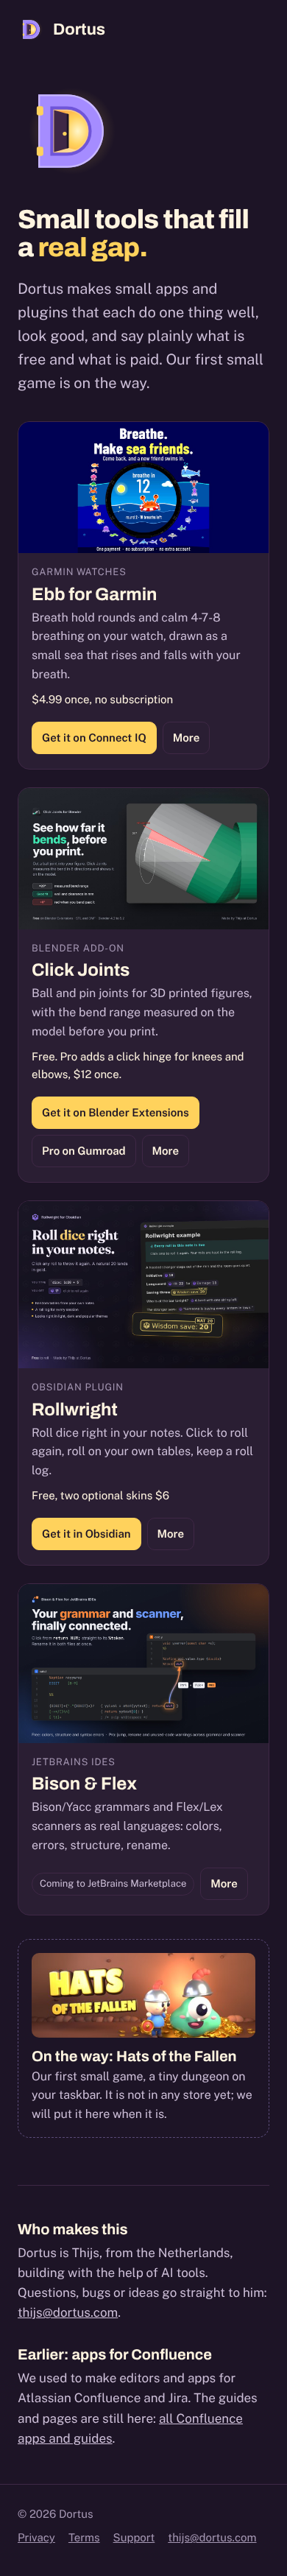 Dortus
Small tools that fill
a real gap.
Dortus makes small apps and
plugins that each do one thing well,
look good, and say plainly what is
free and what is paid. Our first small
game is on the way.
Breathe.
Make sea friends.
Come back, and a new friend swims in.
breathe in
12
One payment · no subscription · no extra account
GARMIN WATCHES
Ebb for Garmin
Breath hold rounds and calm 4-7-8
breathing on your watch, drawn as a
small sea that rises and falls with your
breath.
$4.99 once, no subscription
Get it on Connect IQ
More
See how far it
bends, before
you print.
BLENDER ADD-ON
Click Joints
Ball and pin joints for 3D printed figures,
with the bend range measured on the
model before you print.
Free. Pro adds a click hinge for knees and
elbows, $12 once.
Get it on Blender Extensions
Pro on Gumroad
More
Rollwright for Obsidian
Roll dice right
in your notes.
Rollwright example
Wisdom save: 20
OBSIDIAN PLUGIN
Rollwright
Roll dice right in your notes. Click to roll
again, roll on your own tables, keep a roll
log.
Free, two optional skins $6
Get it in Obsidian
More
Bison & Flex for JetBrains IDEs
Your grammar and scanner,
finally connected.
JETBRAINS IDES
Bison & Flex
Bison/Yacc grammars and Flex/Lex
scanners as real languages: colors,
errors, structure, rename.
Coming to JetBrains Marketplace
More
HATS
OF THE FALLEN
On the way: Hats of the Fallen
Our first small game, a tiny dungeon on
your taskbar. It is not in any store yet; we
will put it here when it is.
Who makes this
Dortus is Thijs, from the Netherlands,
building with the help of AI tools.
Questions, bugs or ideas go straight to him:
thijs@dortus.com.
Earlier: apps for Confluence
We used to make editors and apps for
Atlassian Confluence and Jira. The guides
and pages are still here: all Confluence
apps and guides.
© 2026 Dortus
Privacy
Terms
Support
thijs@dortus.com